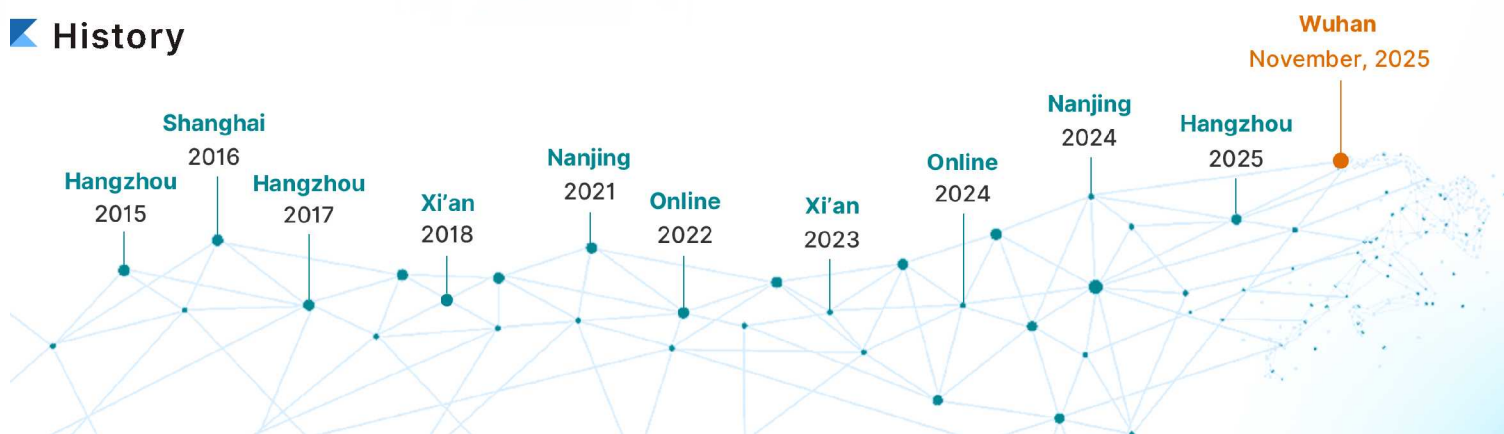 History
Hangzhou
2015
Shanghai
2016
Hangzhou
2017
Xi’an
2018
Nanjing
2021
Online
2022
Xi’an
2023
Online
2024
Nanjing
2024
Hangzhou
2025
Wuhan
November, 2025